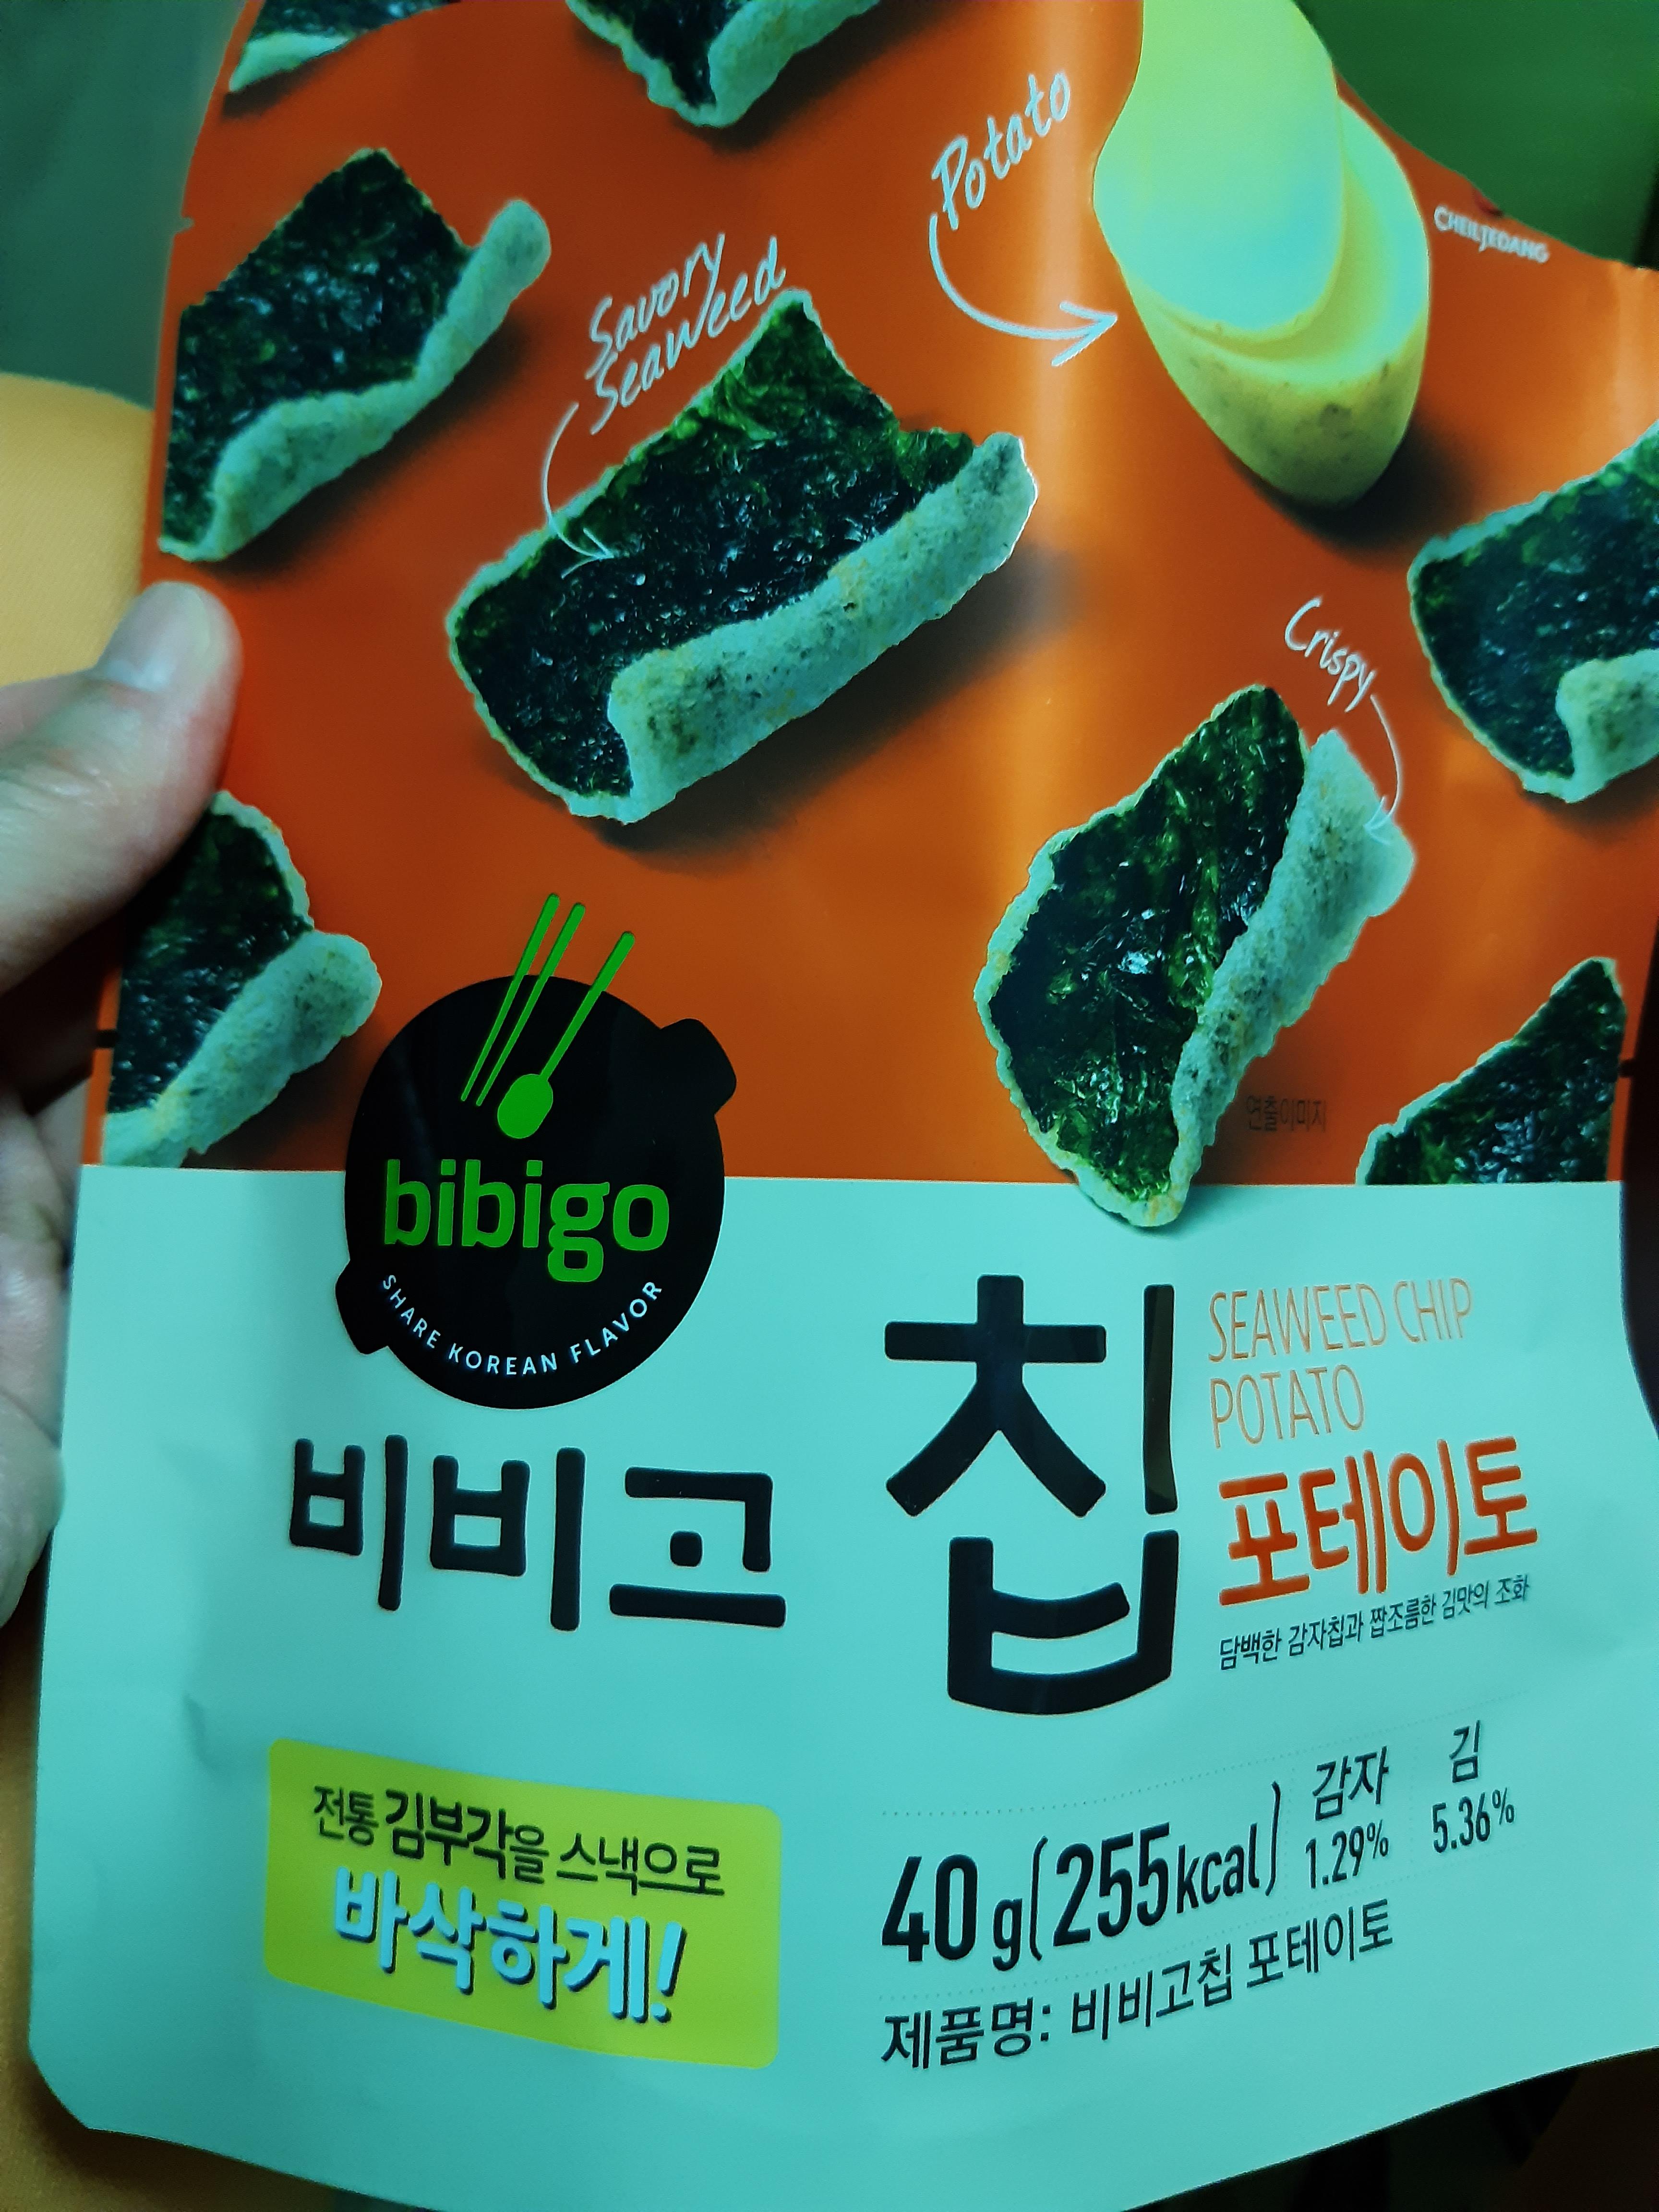 Potato
CHEILJEDANG
Savory
Seaweed
Crispy
연출이미지
bibigo
SHARE KOREAN FLAVOR
비비고
칩
SEAWEED CHIP
POTATO
포테이토
담백한 감자칩과 짭조름한 김맛의 조화
전통 김부각을 스낵으로
바삭하게!
40 g(255kcal)
감자
1.29%
김
5.36%
제품명: 비비고칩 포테이토